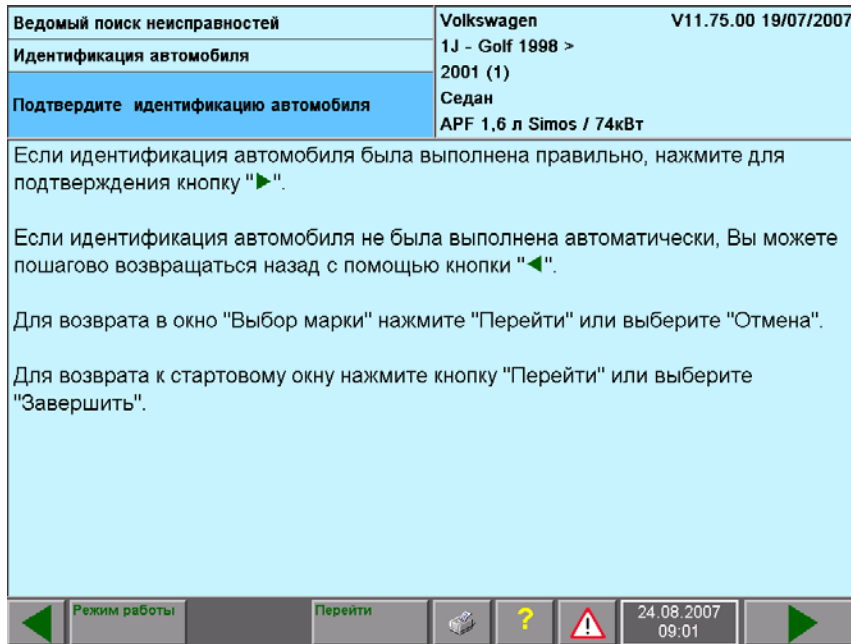 Ведомый поиск неисправностей
Идентификация автомобиля
Подтвердите идентификацию автомобиля
Volkswagen V11.75.00 19/07/2007
1J - Golf 1998 >
2001 (1)
Седан
APF 1,6 л Simos / 74кВт
Если идентификация автомобиля была выполнена правильно, нажмите для
подтверждения кнопку "▶".
Если идентификация автомобиля не была выполнена автоматически, Вы можете
пошагово возвращаться назад с помощью кнопки "◀".
Для возврата в окно "Выбор марки" нажмите "Перейти" или выберите "Отмена".
Для возврата к стартовому окну нажмите кнопку "Перейти" или выберите
"Завершить".
Режим работы
Перейти
?
24.08.2007
09:01